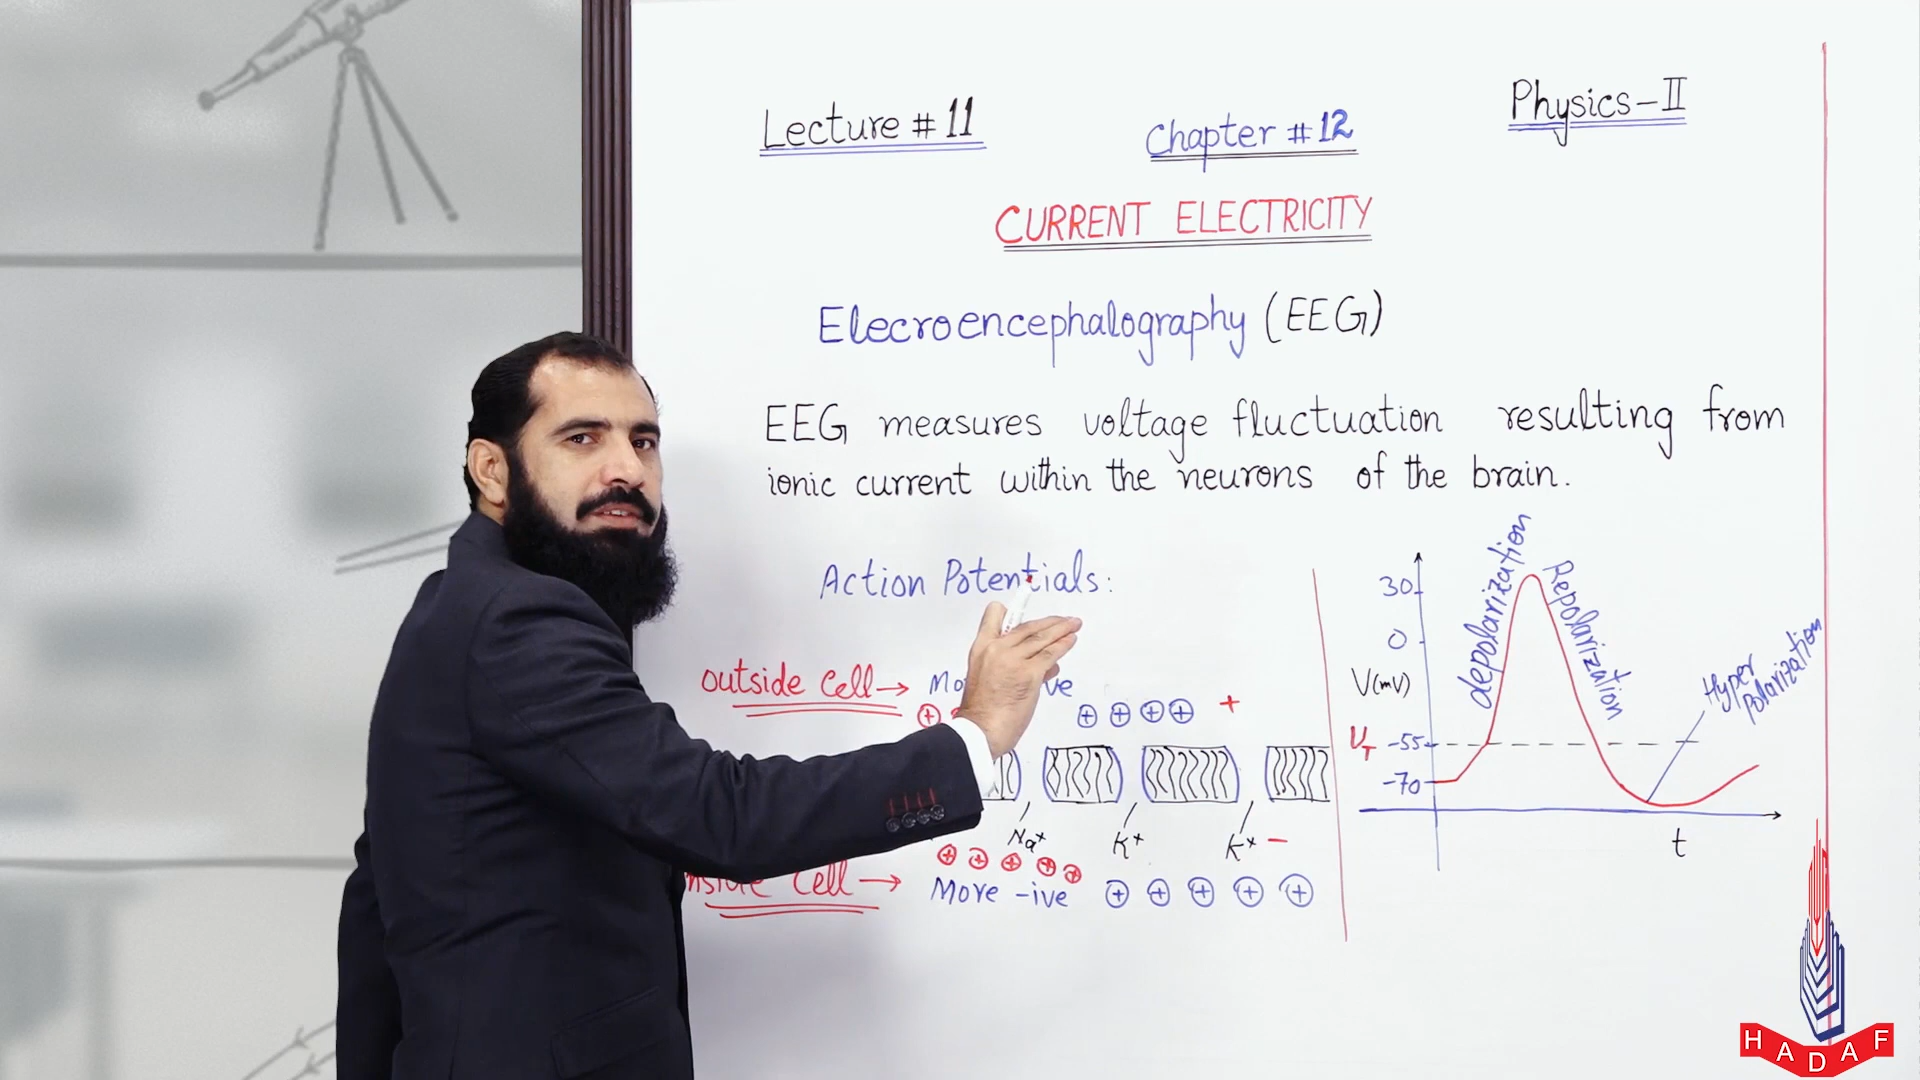 Lecture # 11
Chapter # 12
Physics-II
CURRENT ELECTRICITY
Elecroencephalography (EEG)
EEG measures voltage fluctuation resulting from
ionic current within the neurons of the brain.
Action Potentials:
outside Cell →
ve
+
Na+
K+
K+ -
Cell →
More -ive
30
0
V(mV)
VT -55
-70
depolarization
Repolarization
Hyper
Polarization
t
HADAF